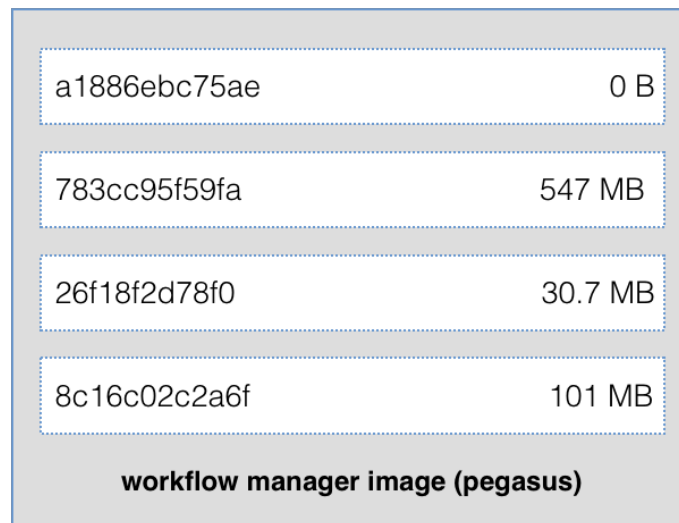 a1886ebc75ae 0 B
783cc95f59fa 547 MB
26f18f2d78f0 30.7 MB
8c16c02c2a6f 101 MB
workflow manager image (pegasus)